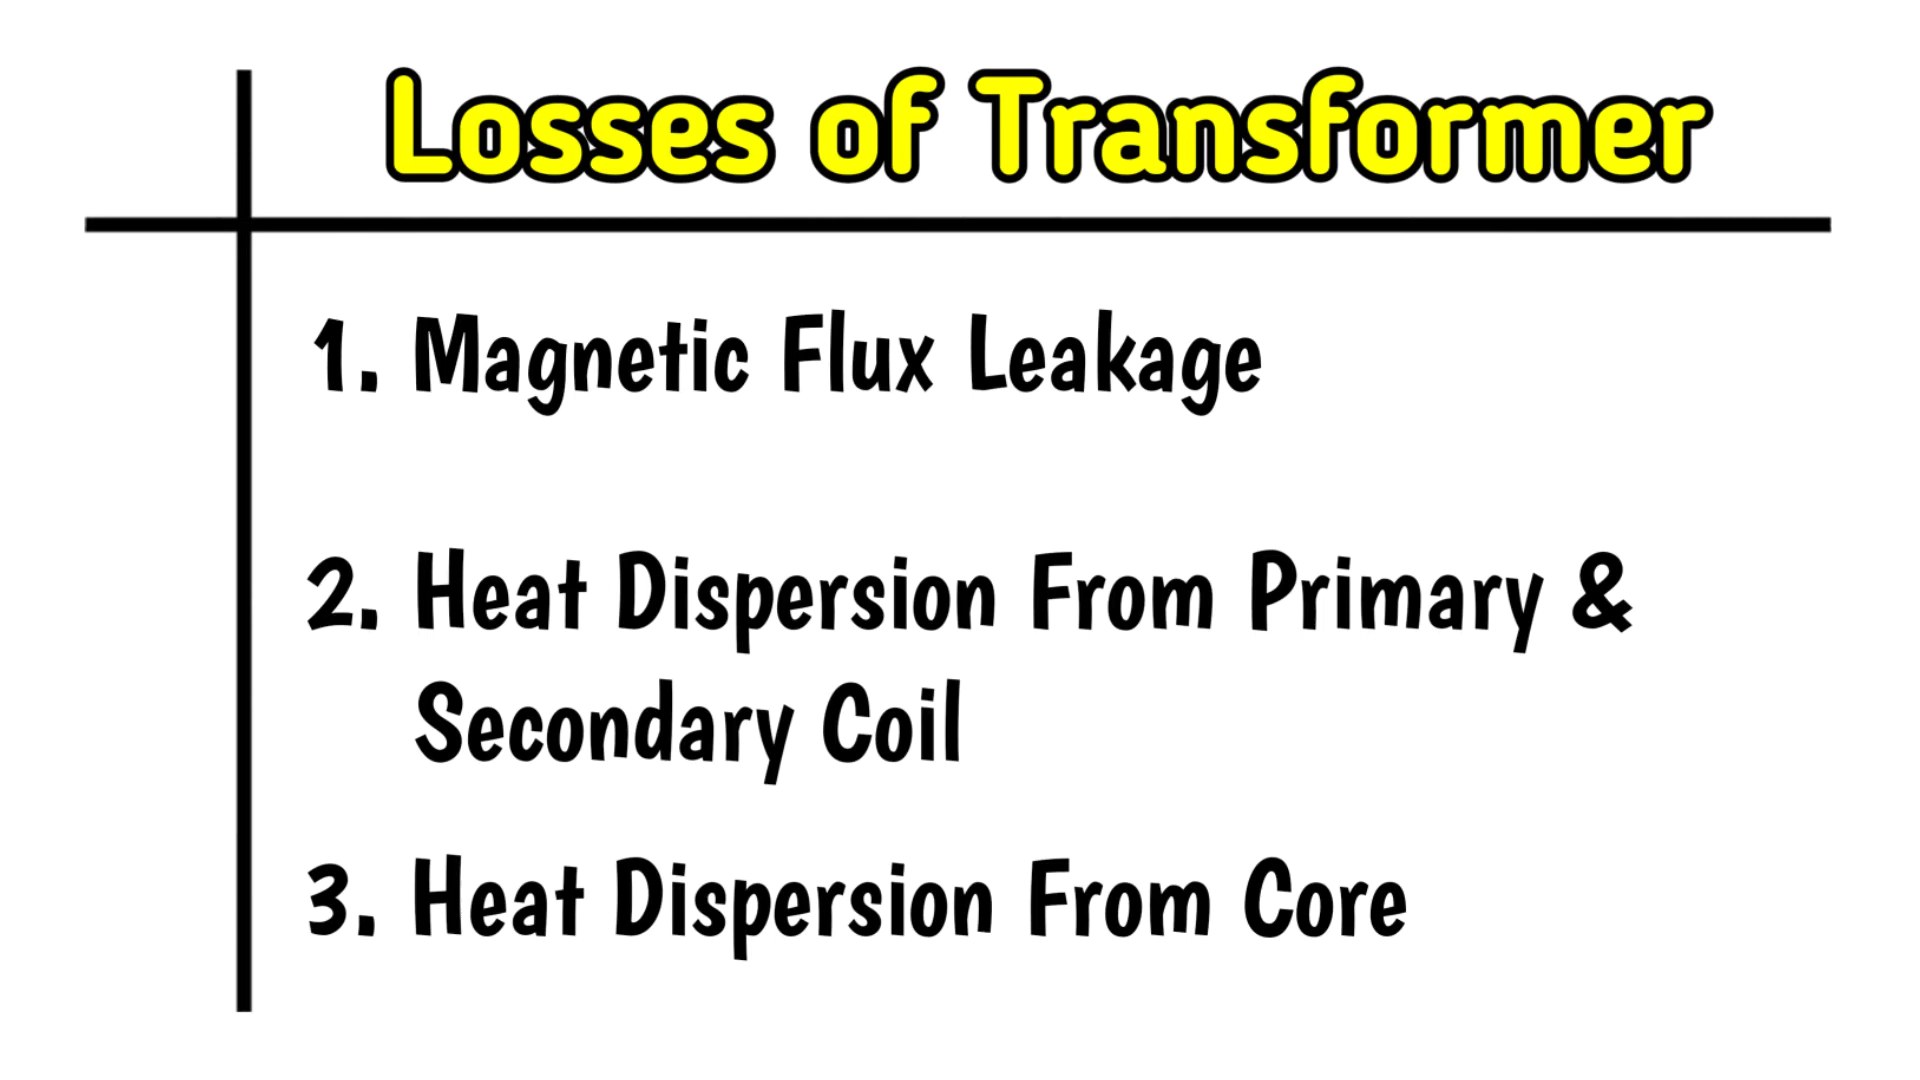 Losses of Transformer
1. Magnetic Flux Leakage
2. Heat Dispersion From Primary &
Secondary Coil
3. Heat Dispersion From Core